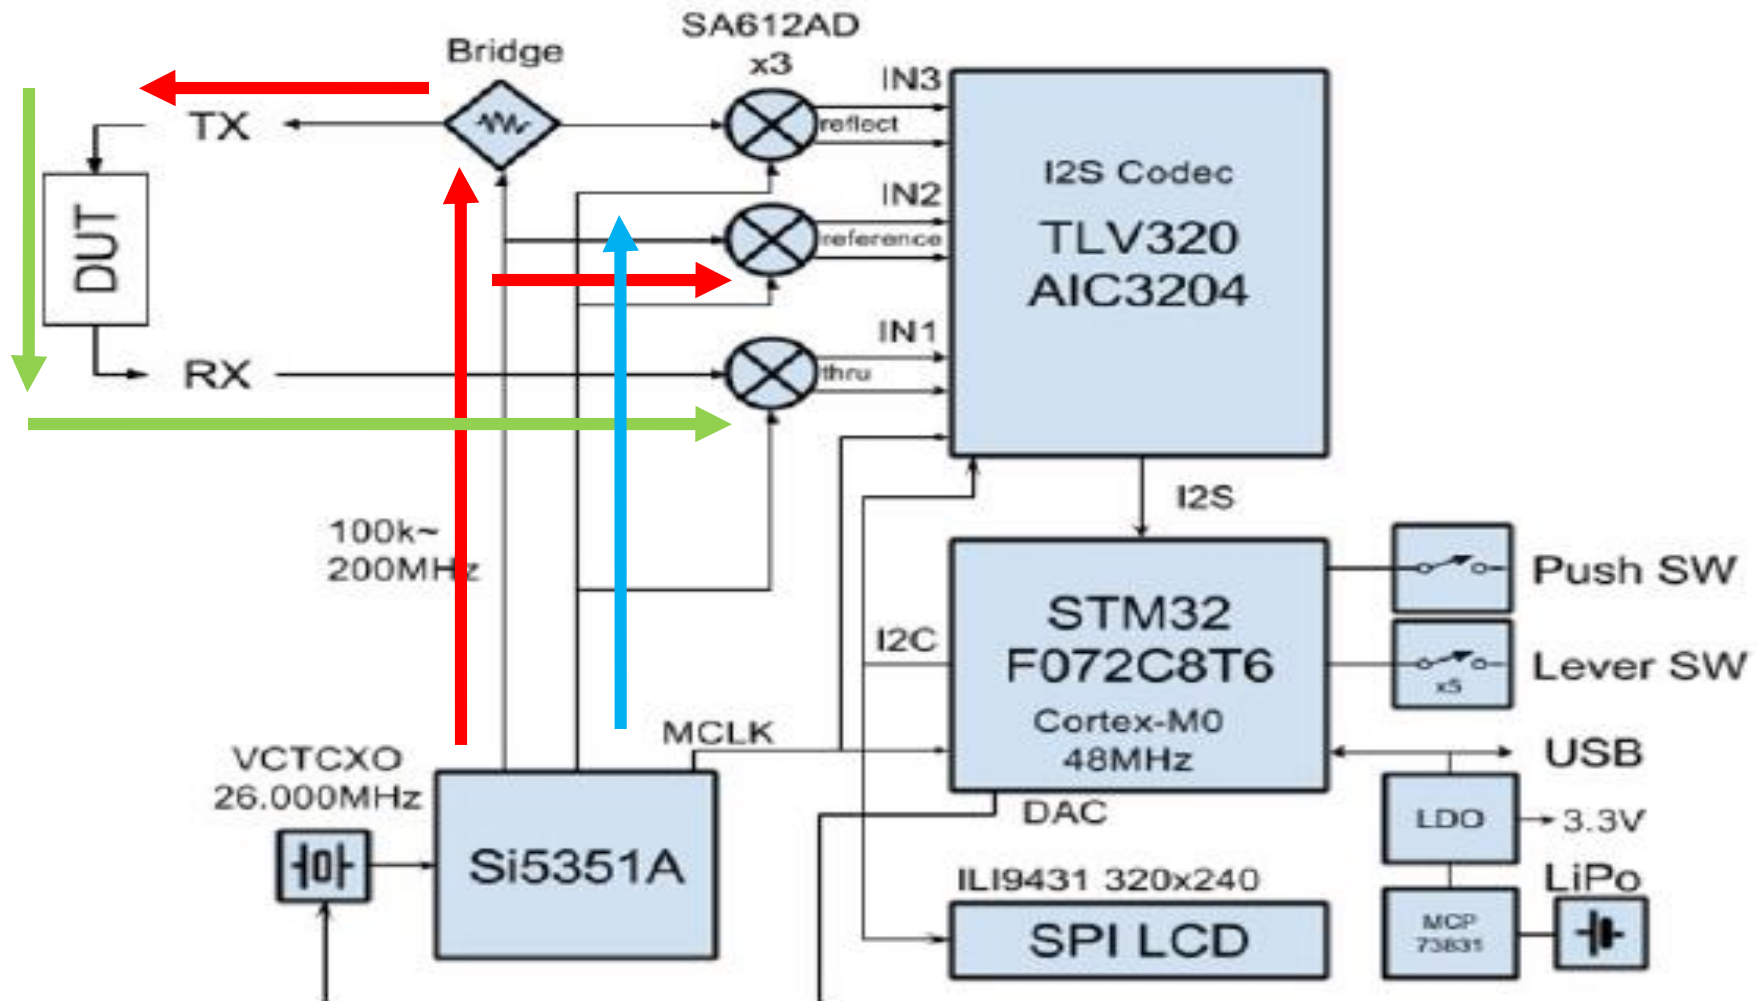 SA612AD
x3
Bridge
IN3
TX
reflect
I2S Codec
IN2
TLV320
reference
AIC3204
DUT
IN1
RX
thru
I2S
100k~
200MHz
Push SW
STM32
I2C
F072C8T6
Lever SW
x5
Cortex-M0
MCLK
48MHz
USB
VCTCXO
26.000MHz
DAC
LDO
3.3V
Si5351A
ILI9431 320x240
LiPo
SPI LCD
MCP
73831